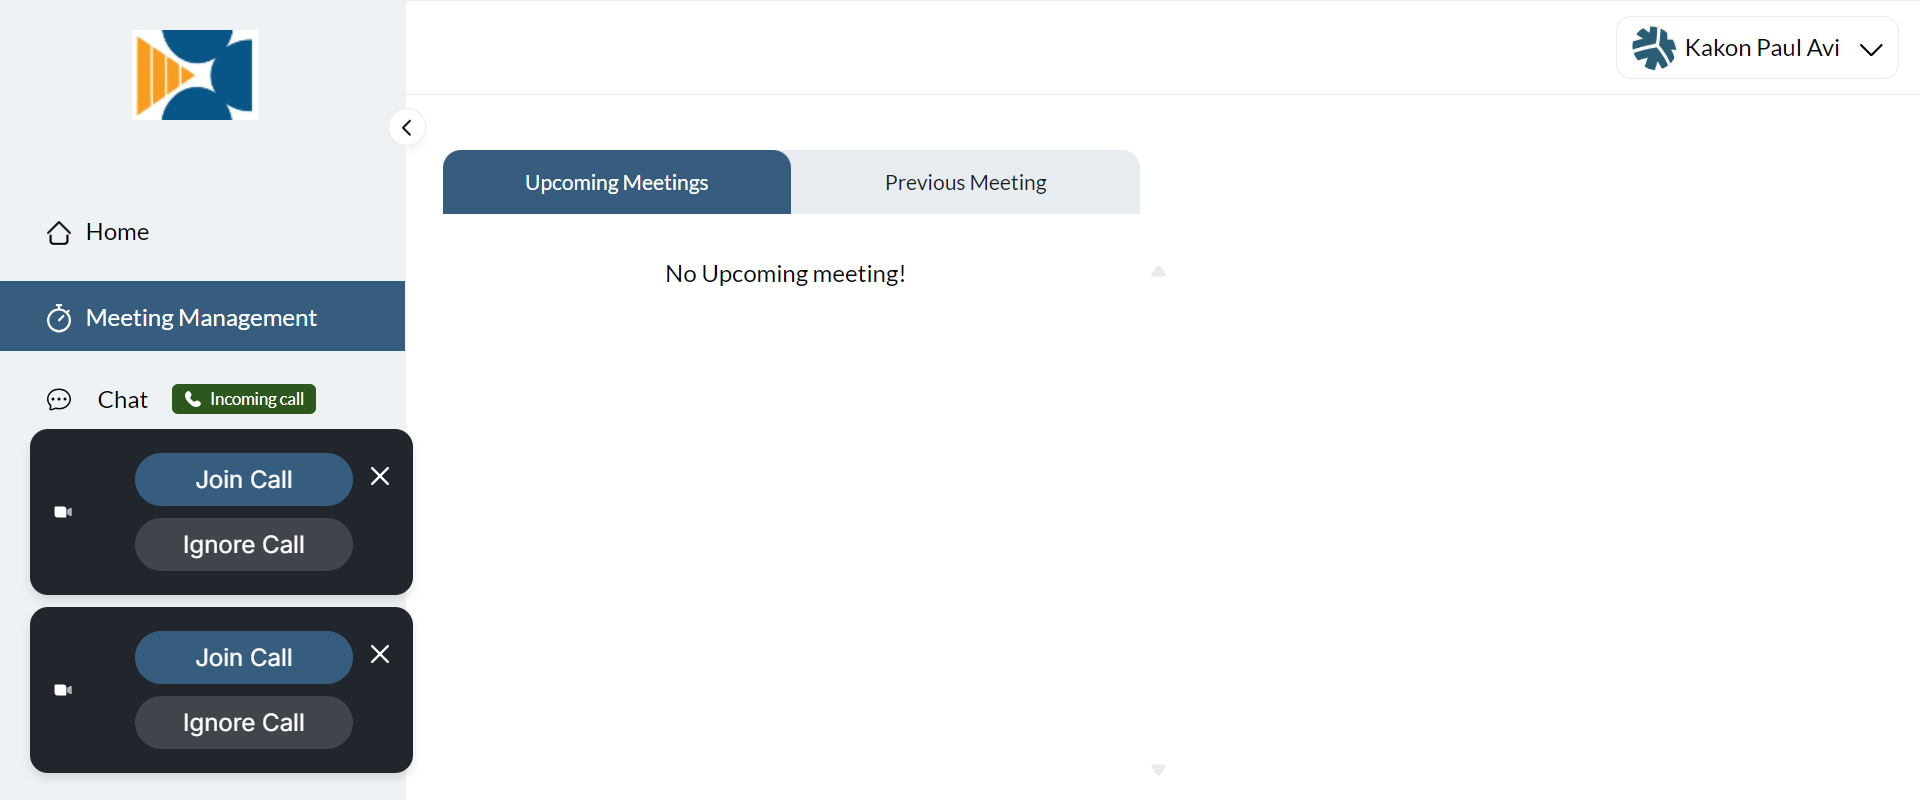 Kakon Paul Avi
Upcoming Meetings
Previous Meeting
Home
No Upcoming meeting!
Meeting Management
Chat
Incoming call
Join Call
Ignore Call
Join Call
Ignore Call